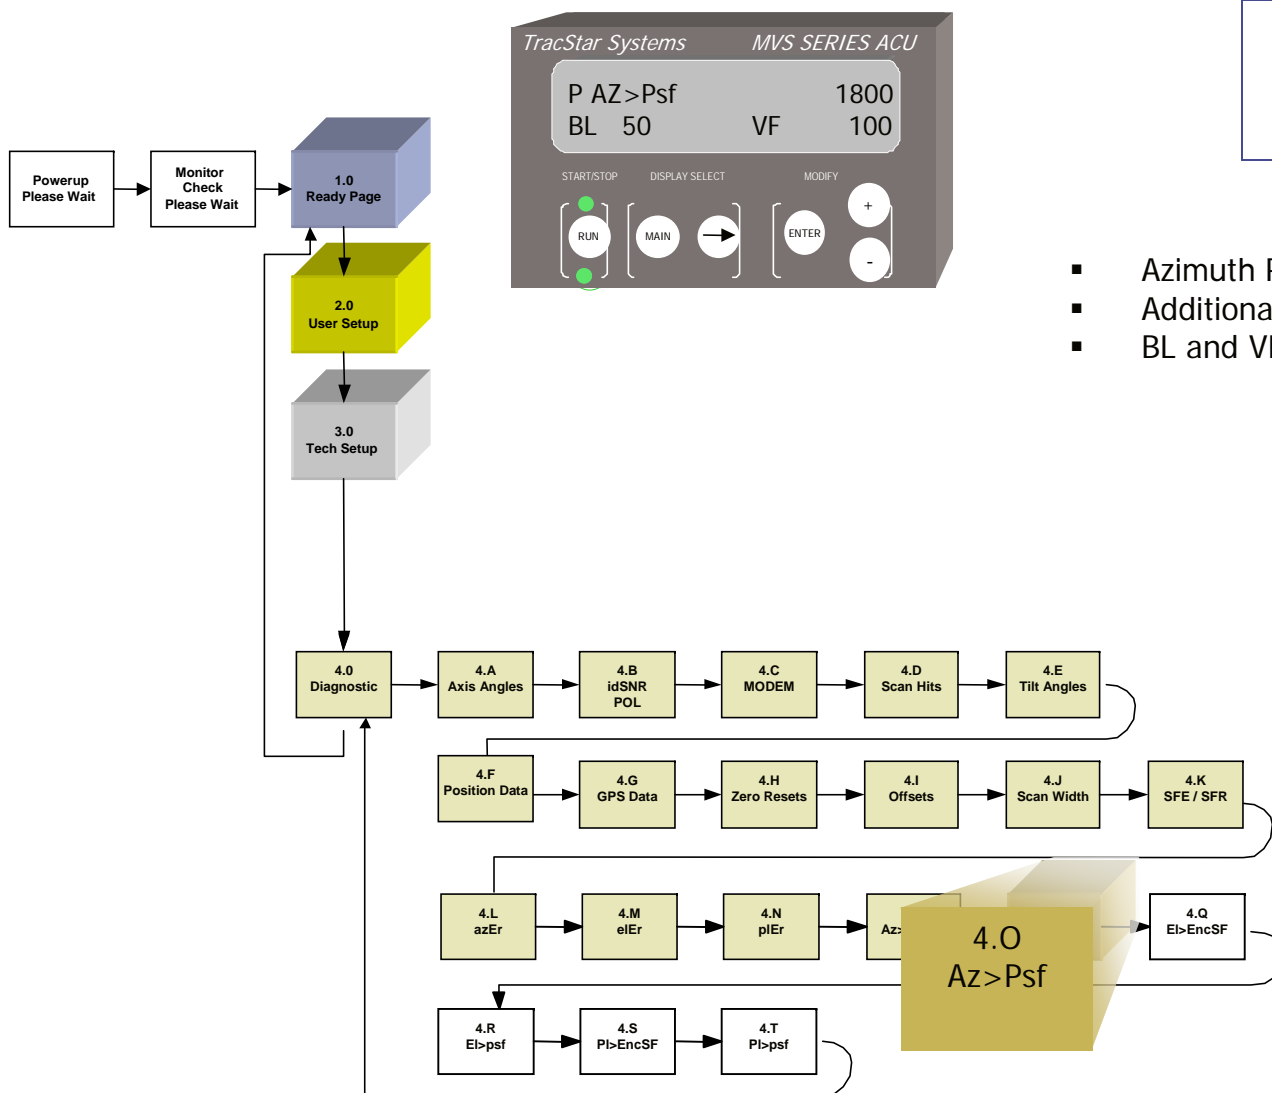 TracStar Systems MVS SERIES ACU
P AZ>Psf 1800
BL 50 VF 100
START/STOP DISPLAY SELECT MODIFY
RUN MAIN ENTER + -
Powerup
Please Wait
Monitor
Check
Please Wait
1.0
Ready Page
2.0
User Setup
3.0
Tech Setup
Azimuth
Additiona
BL and
4.0
Diagnostic
4.A
Axis Angles
4.B
idSNR
POL
4.C
MODEM
4.D
Scan Hits
4.E
Tilt Angles
4.F
Position Data
4.G
GPS Data
4.H
Zero Resets
4.I
Offsets
4.J
Scan Width
4.K
SFE / SFR
4.L
azEr
4.M
elEr
4.N
plEr
Az>
4.O
Az>Psf
4.Q
El>EncSF
4.R
El>psf
4.S
Pl>EncSF
4.T
Pl>psf